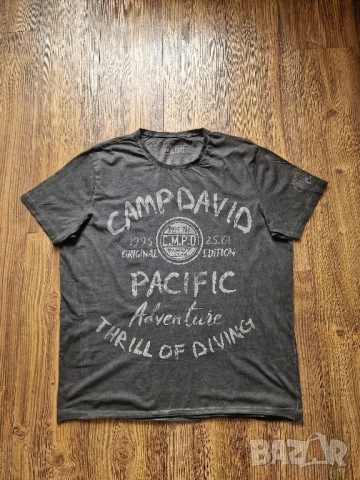 CAMP DAVID
1995 C.M.P.D 25.01
ORIGINAL EDITION
PACIFIC
Adventure
THRILL OF DIVING
BAZAR